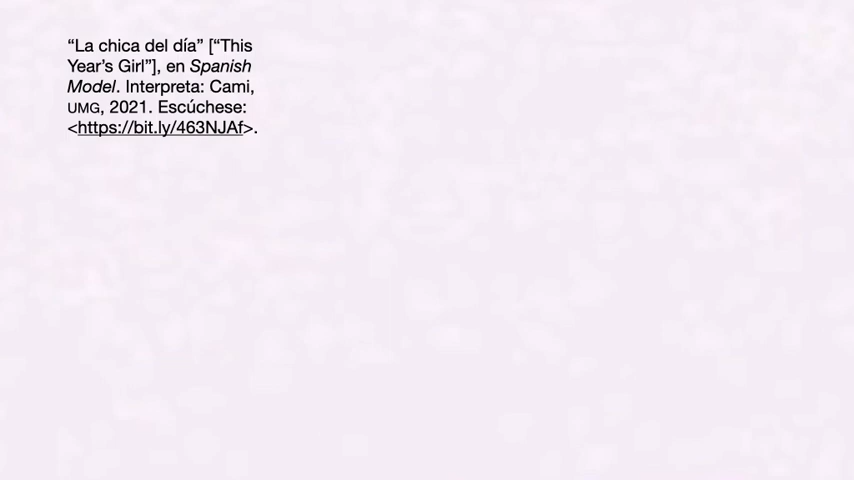 “La chica del día” [“This
Year’s Girl”], en Spanish
Model. Interpreta: Cami,
UMG, 2021. Escúchese:
<https://bit.ly/463NJAf>.